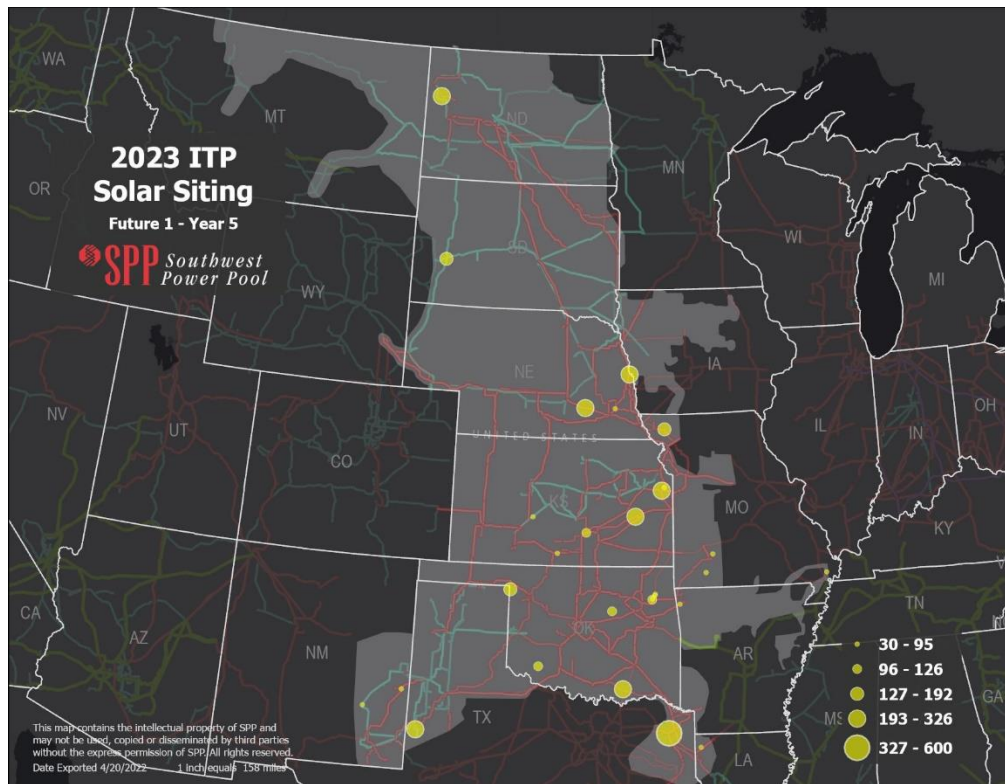 WA
MT
ND
MN
OR
2023 ITP
Solar Siting
Future 1 - Year 5
SPP Southwest
Power Pool
SD
WI
MI
WY
IA
NE
NV
UT
CO
UNITED STATES
IL
IN
OH
KS
MO
KY
CA
AZ
NM
OK
AR
TN
TX
MS
GA
LA
30 - 95
96 - 126
127 - 192
193 - 326
327 - 600
This map contains the intellectual property of SPP and
may not be used, copied or disseminated by third parties
without the express permission of SPP. All rights reserved.
Date Exported 4/20/2022 1 inch equals 158 miles